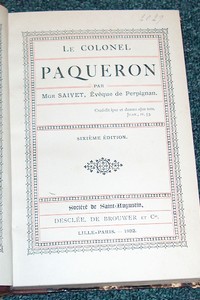 LE COLONEL
PAQUERON
PAR
MGR SAIVET, Évêque de Perpignan.
SIXIÈME ÉDITION.
Société de Saint-Augustin,
DESCLÉE, DE BROUWER ET Cie
LILLE-PARIS.